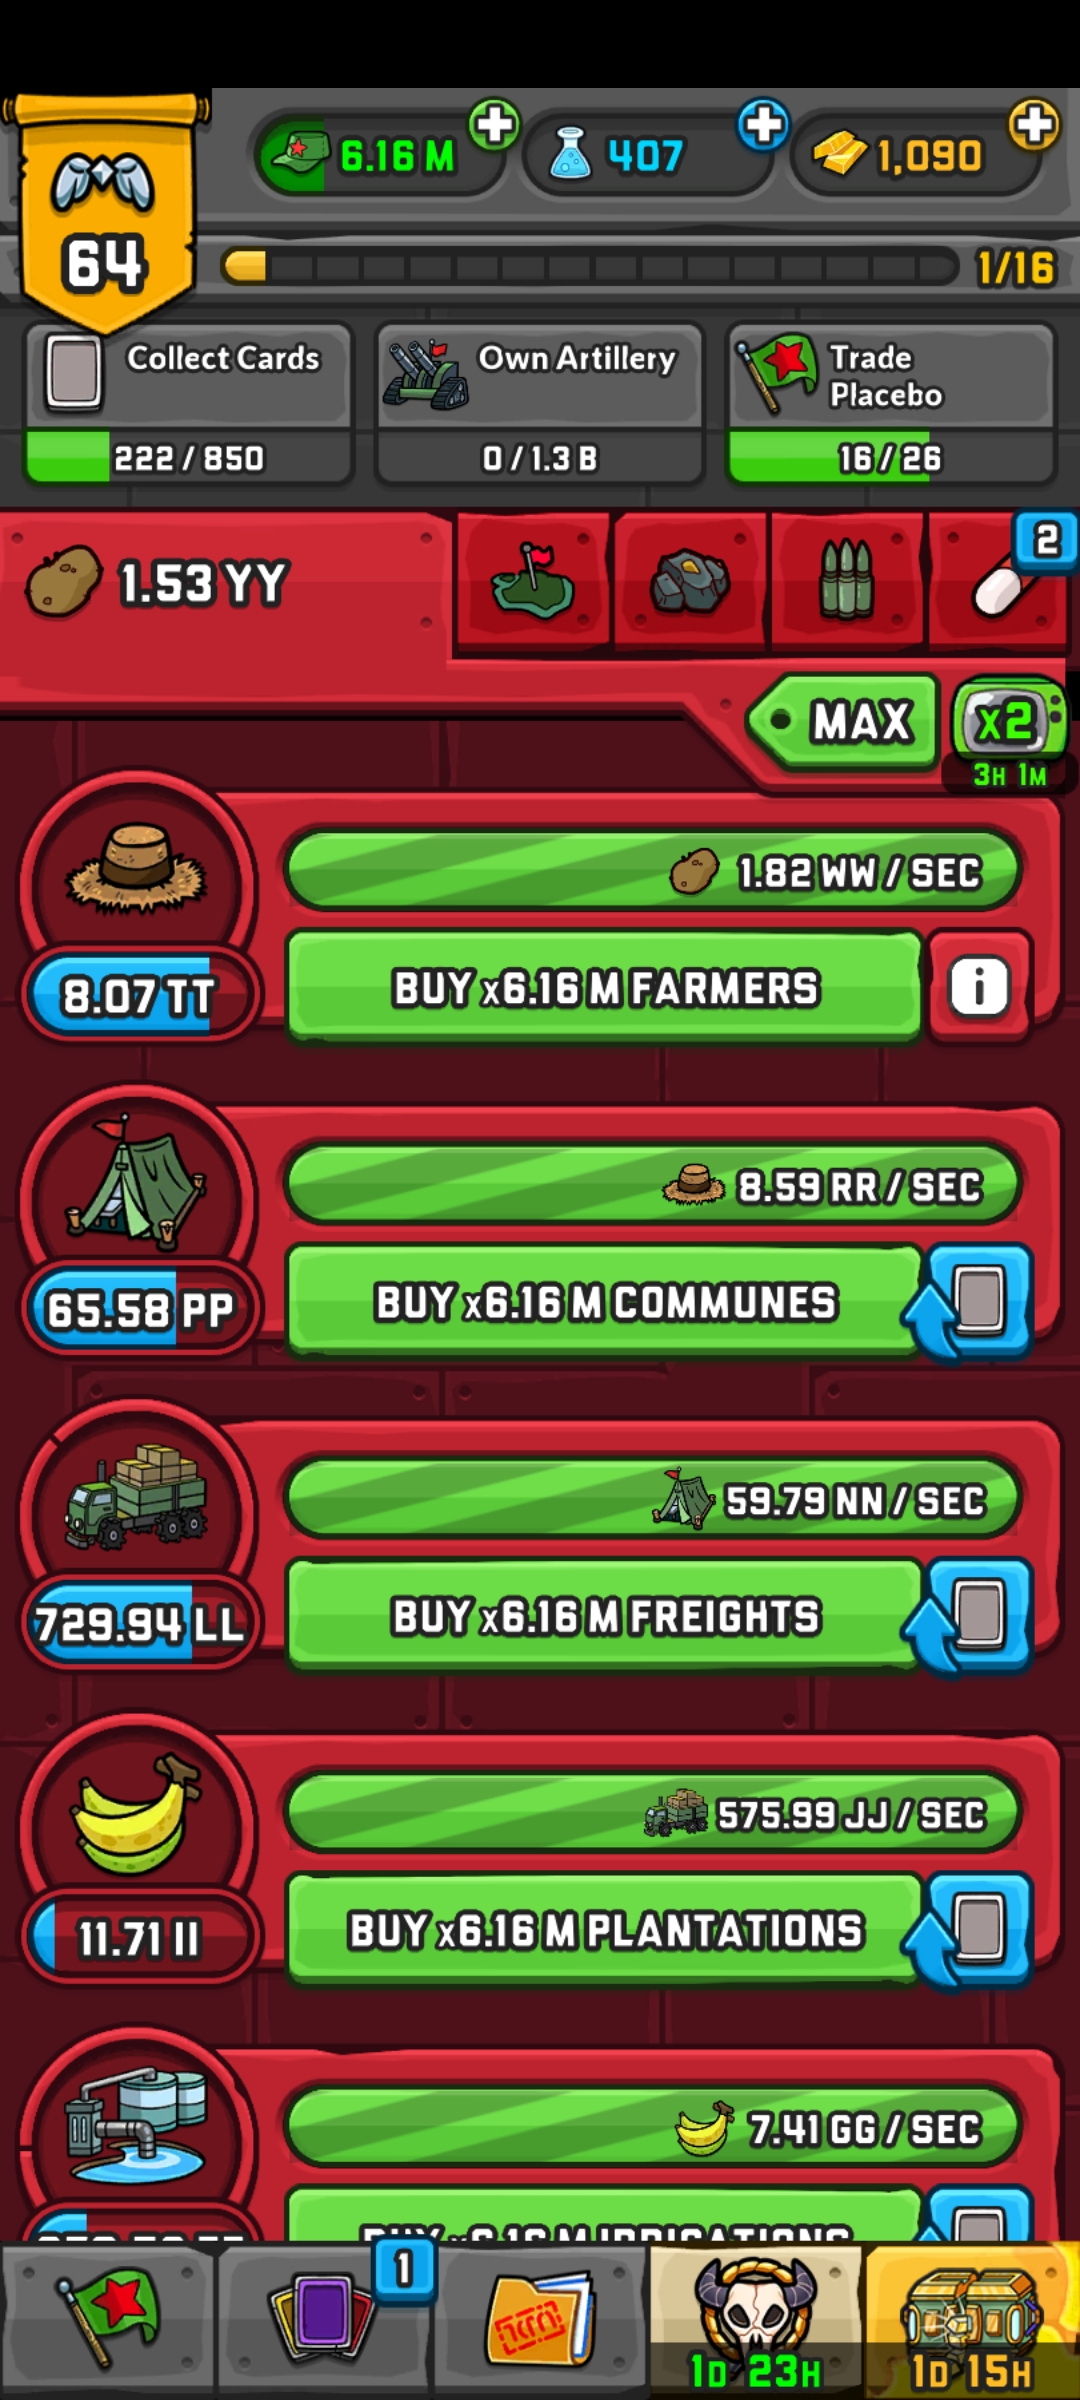 64
6.16 M
407
1,090
1/16
Collect Cards
222 / 850
Own Artillery
0 / 1.3 B
Trade
Placebo
16 / 26
1.53 YY
2
MAX
x2
3H 1M
1.82 WW / SEC
8.07 TT
BUY x6.16 M FARMERS
i
8.59 RR / SEC
65.58 PP
BUY x6.16 M COMMUNES
59.79 NN / SEC
729.94 LL
BUY x6.16 M FREIGHTS
575.99 JJ / SEC
11.71 II
BUY x6.16 M PLANTATIONS
7.41 GG / SEC
BUY x6.16 M IRRIGATIONS
1
1D 23H
1D 15H